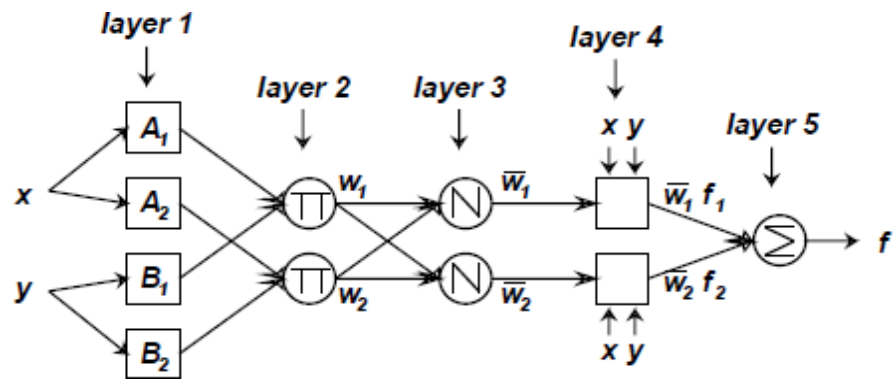 layer 1
layer 4
layer 2
layer 3
x y
layer 5
A₁
x
∏
w₁
N
w̅₁
w̅₁ f₁
A₂
Σ
f
B₁
∏
w₂
N
w̅₂
w̅₂ f₂
y
B₂
x y